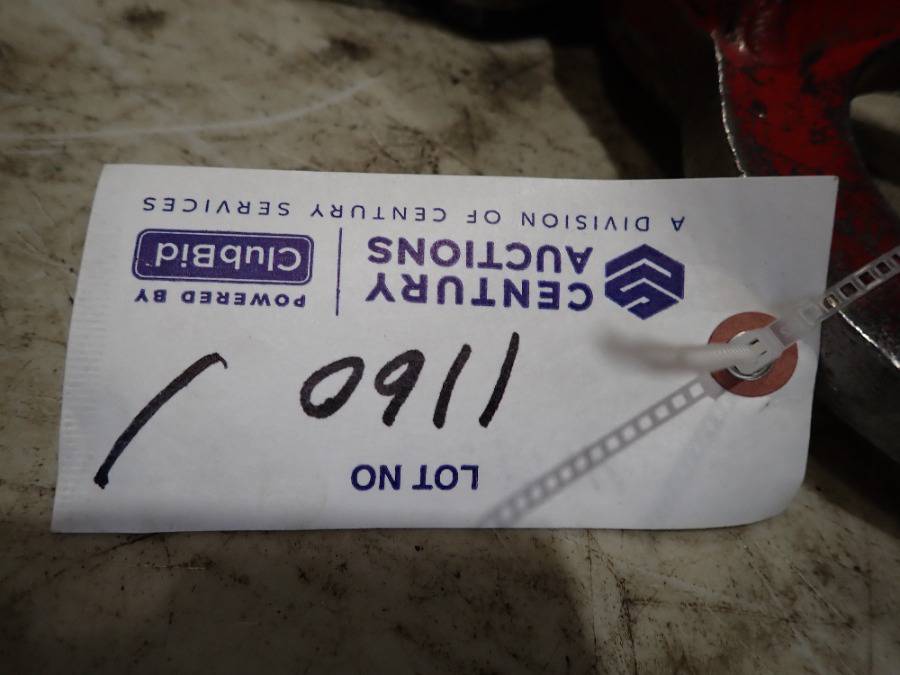 LOT NO
1160 /
CENTURY
AUCTIONS
POWERED BY
ClubBid
A DIVISION OF CENTURY SERVICES